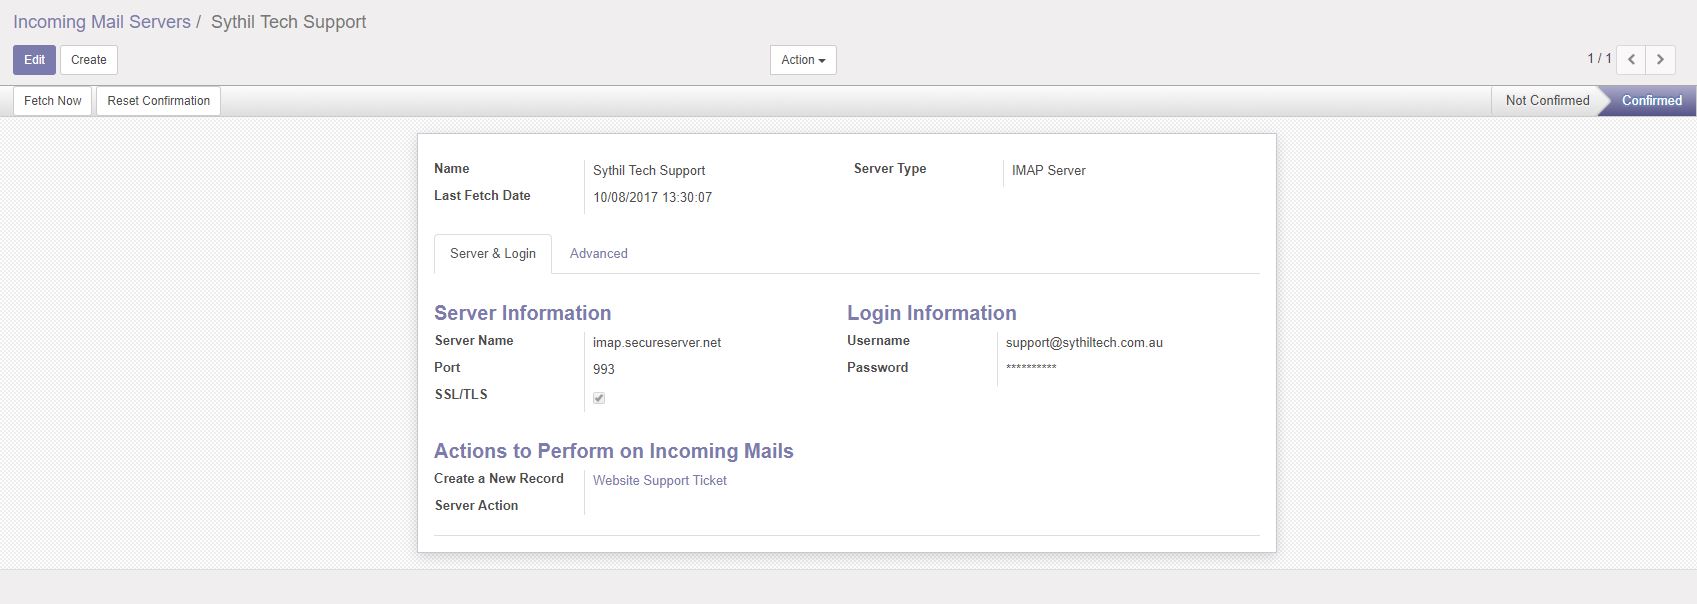 Incoming Mail Servers / Sythil Tech Support
Edit Create Action 1 / 1
Fetch Now Reset Confirmation Not Confirmed Confirmed
Name Sythil Tech Support Server Type IMAP Server
Last Fetch Date 10/08/2017 13:30:07
Server & Login Advanced
Server Information Login Information
Server Name imap.secureserver.net Username support@sythiltech.com.au
Port 993 Password **********
SSL/TLS
Actions to Perform on Incoming Mails
Create a New Record Website Support Ticket
Server Action